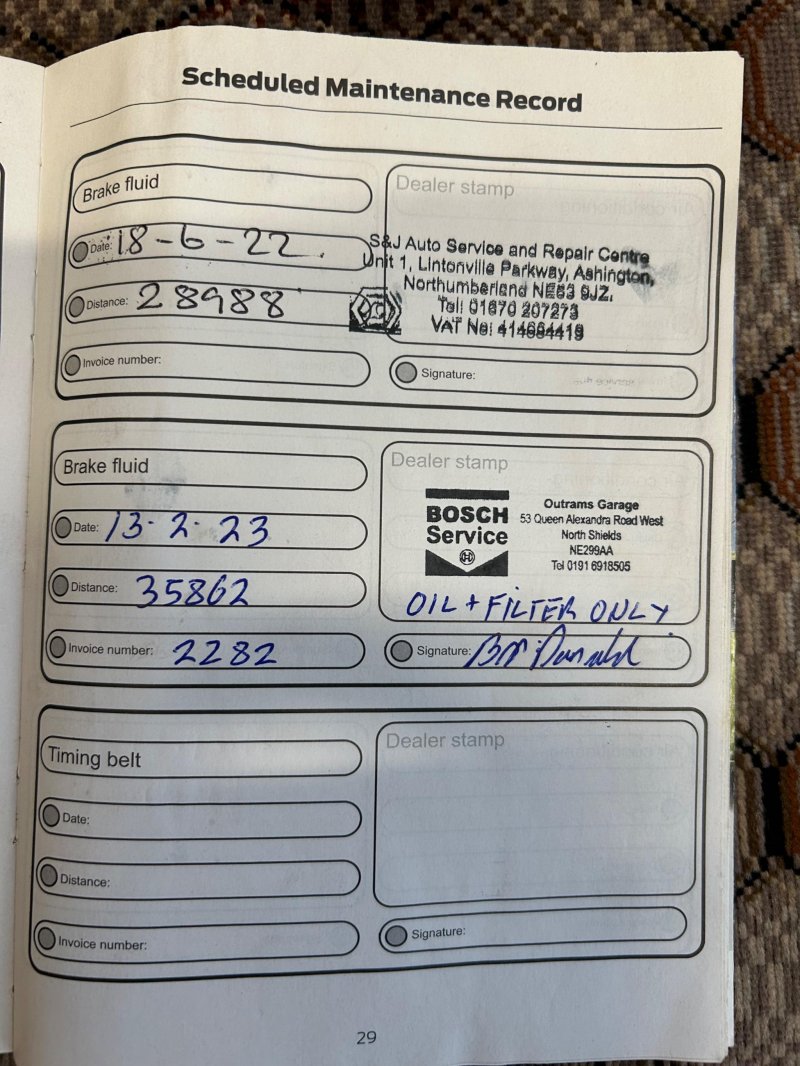 Scheduled Maintenance Record
Brake fluid
Date: 18-6-22.
Distance: 28988
Invoice number:
Dealer stamp
S&J Auto Service and Repair Centre
Unit 1, Lintonville Parkway, Ashington,
Northumberland NE63 9JZ.
Tel: 01670 207273
VAT No: 414684419
Signature:
Brake fluid
Date: 13-2-23
Distance: 35862
Invoice number: 2282
Dealer stamp
BOSCH
Service
Outrams Garage
53 Queen Alexandra Road West
North Shields
NE299AA
Tel 0191 6918505
OIL + FILTER ONLY
Signature:
Timing belt
Date:
Distance:
Invoice number:
Dealer stamp
Signature:
29